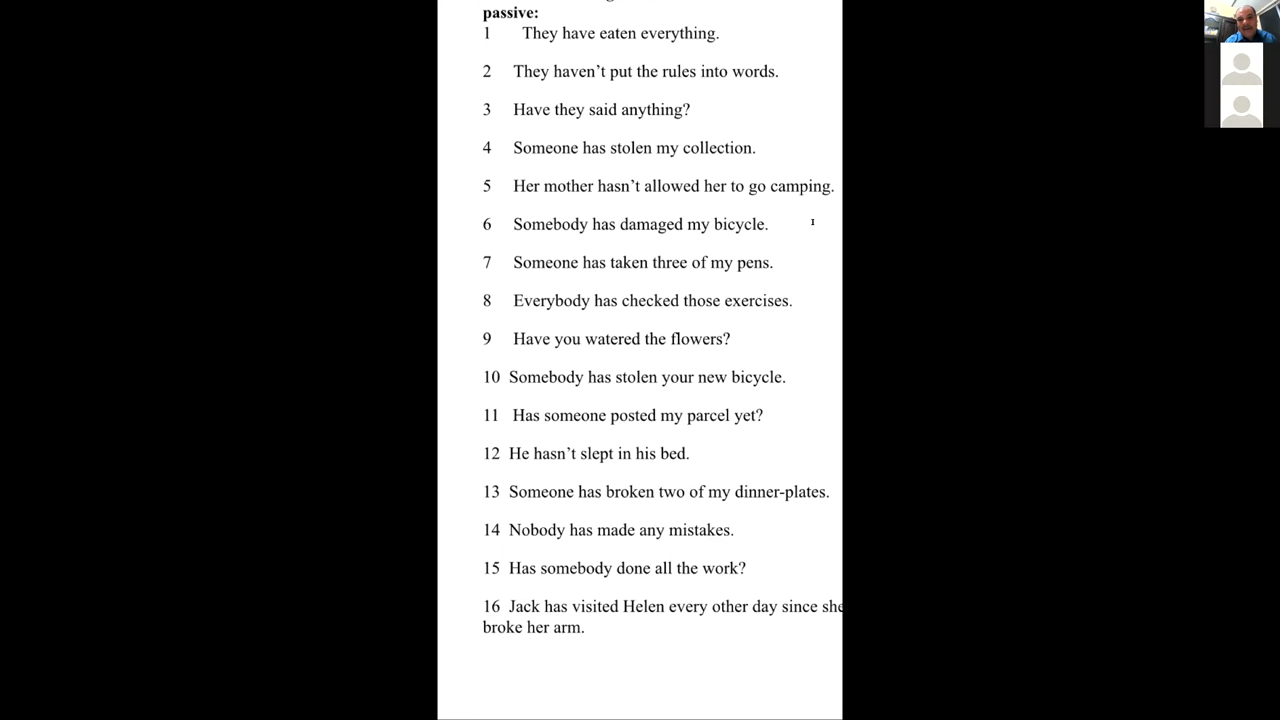 passive:
1 They have eaten everything.
2 They haven’t put the rules into words.
3 Have they said anything?
4 Someone has stolen my collection.
5 Her mother hasn’t allowed her to go camping.
6 Somebody has damaged my bicycle.
7 Someone has taken three of my pens.
8 Everybody has checked those exercises.
9 Have you watered the flowers?
10 Somebody has stolen your new bicycle.
11 Has someone posted my parcel yet?
12 He hasn’t slept in his bed.
13 Someone has broken two of my dinner-plates.
14 Nobody has made any mistakes.
15 Has somebody done all the work?
16 Jack has visited Helen every other day since she
broke her arm.